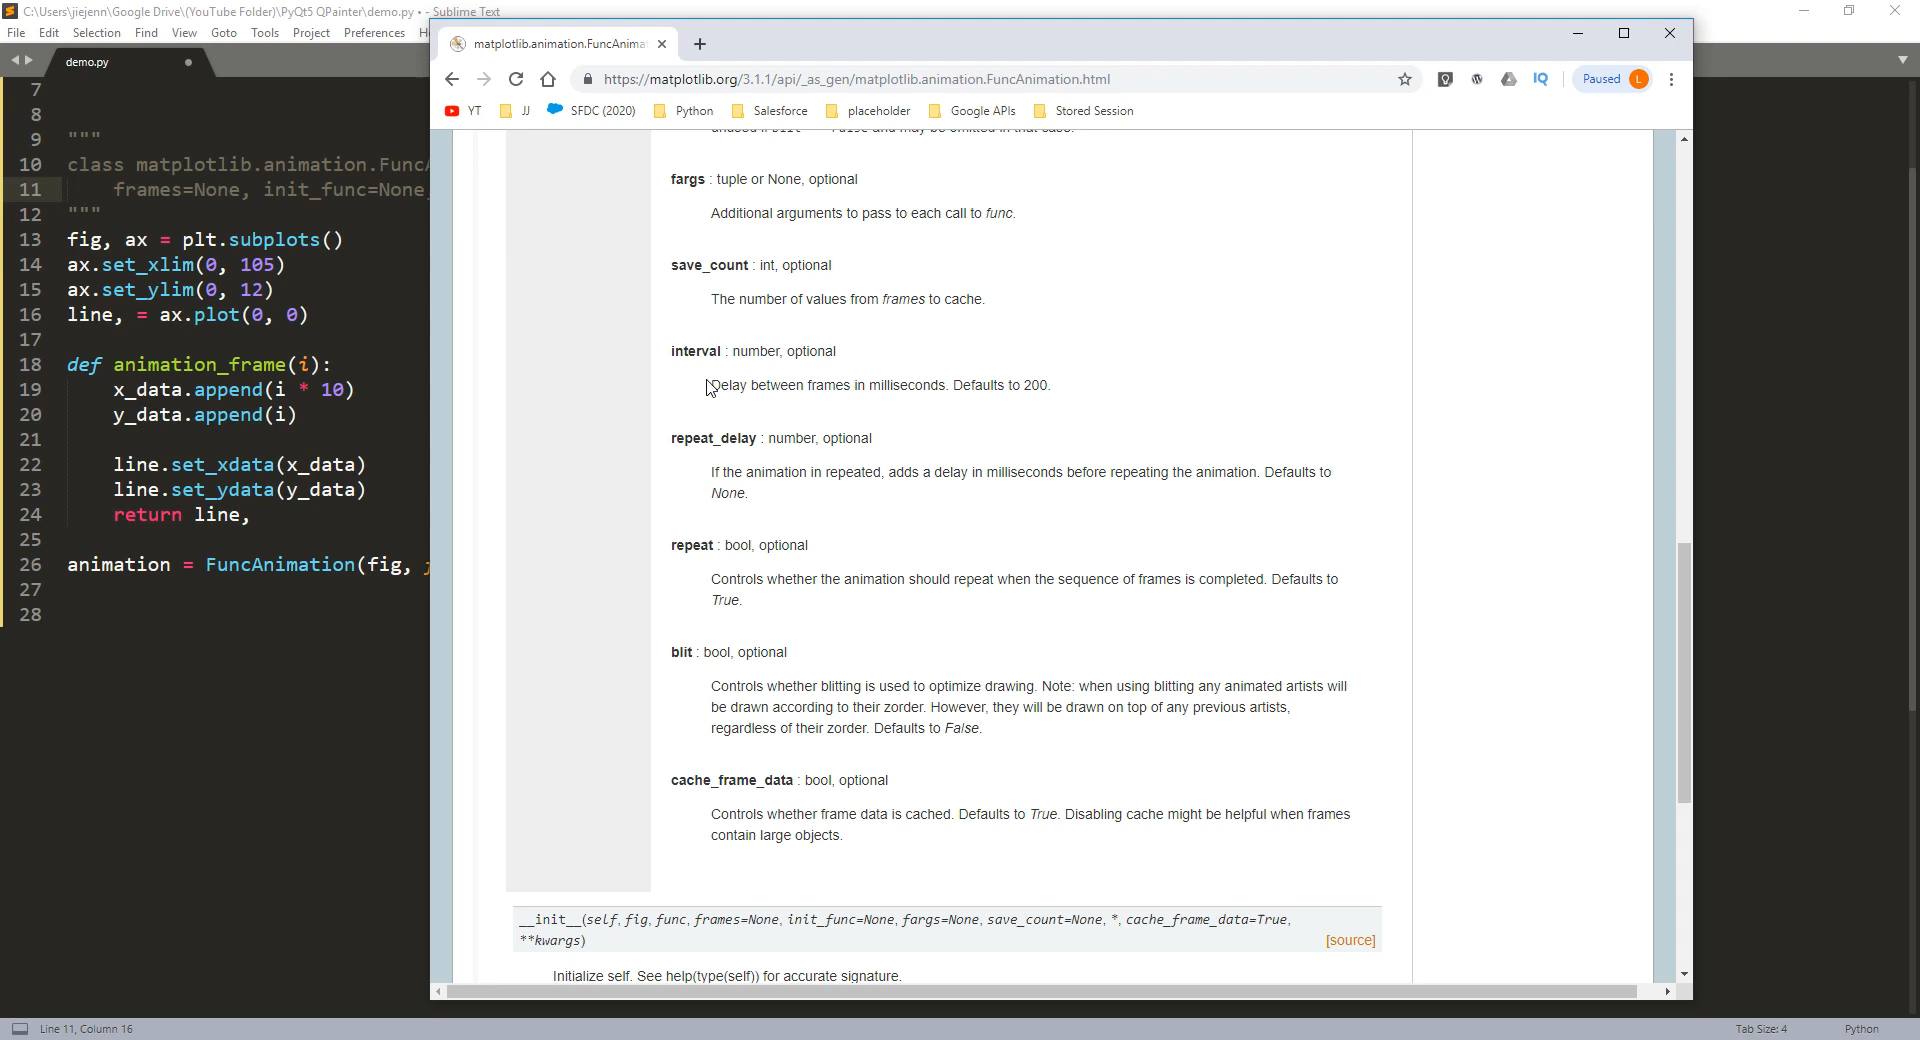 C:\Users\jiejenn\Google Drive\(YouTube Folder)\PyQt5 QPainter\demo.py • - Sublime Text
File Edit Selection Find View Goto Tools Project Preferences
demo.py
7
8
9 """
10 class matplotlib.animation.Func
11 frames=None, init_func=None
12 """
13 fig, ax = plt.subplots()
14 ax.set_xlim(0, 105)
15 ax.set_ylim(0, 12)
16 line, = ax.plot(0, 0)
17
18 def animation_frame(i):
19 x_data.append(i * 10)
20 y_data.append(i)
21
22 line.set_xdata(x_data)
23 line.set_ydata(y_data)
24 return line,
25
26 animation = FuncAnimation(fig,
27
28
matplotlib.animation.FuncAnima
https://matplotlib.org/3.1.1/api/_as_gen/matplotlib.animation.FuncAnimation.html
Paused L
YT JJ SFDC (2020) Python Salesforce placeholder Google APIs Stored Session
fargs : tuple or None, optional
Additional arguments to pass to each call to func.
save_count : int, optional
The number of values from frames to cache.
interval : number, optional
Delay between frames in milliseconds. Defaults to 200.
repeat_delay : number, optional
If the animation in repeated, adds a delay in milliseconds before repeating the animation. Defaults to
None.
repeat : bool, optional
Controls whether the animation should repeat when the sequence of frames is completed. Defaults to
True.
blit : bool, optional
Controls whether blitting is used to optimize drawing. Note: when using blitting any animated artists will
be drawn according to their zorder. However, they will be drawn on top of any previous artists,
regardless of their zorder. Defaults to False.
cache_frame_data : bool, optional
Controls whether frame data is cached. Defaults to True. Disabling cache might be helpful when frames
contain large objects.
__init__(self, fig, func, frames=None, init_func=None, fargs=None, save_count=None, *, cache_frame_data=True,
**kwargs) [source]
Initialize self. See help(type(self)) for accurate signature.
Line 11, Column 16
Tab Size: 4 Python